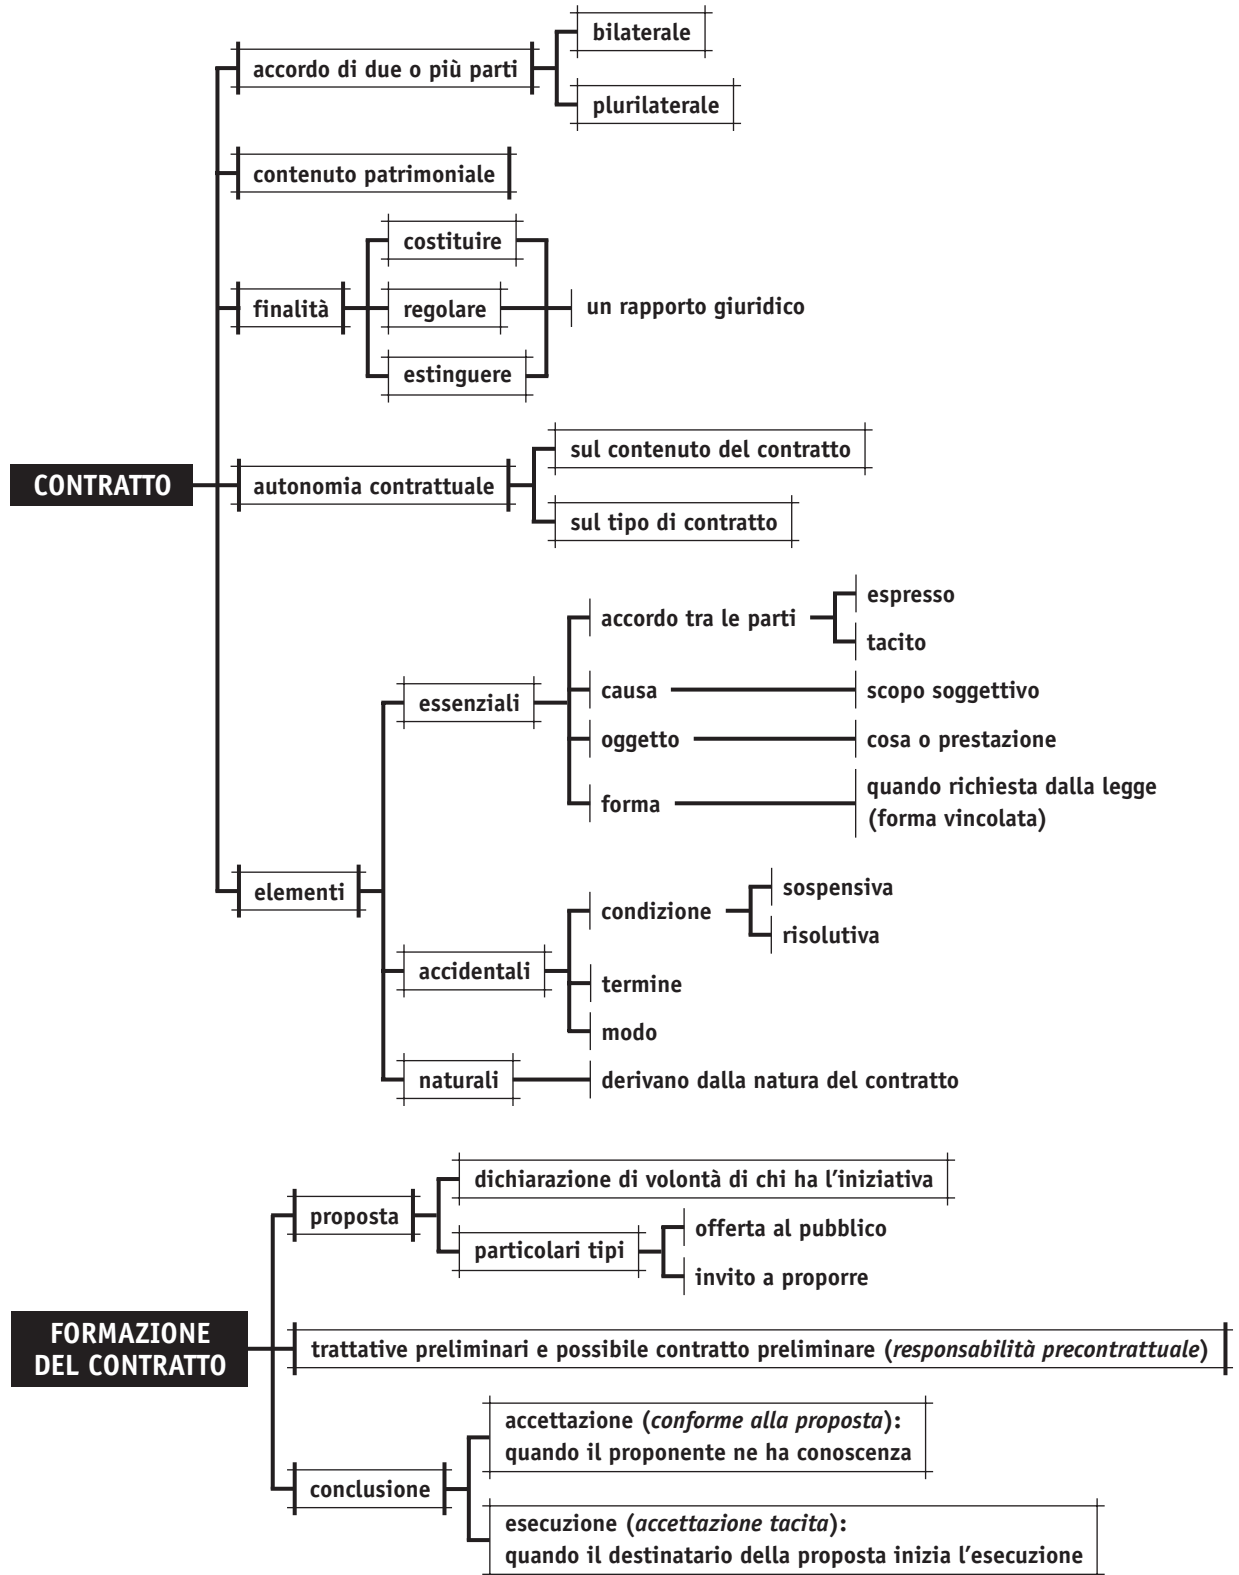 bilaterale
accordo di due o più parti
plurilaterale
contenuto patrimoniale
costituire
finalità
regolare
un rapporto giuridico
estinguere
CONTRATTO
autonomia contrattuale
sul contenuto del contratto
sul tipo di contratto
elementi
essenziali
accordo tra le parti
espresso
tacito
causa
scopo soggettivo
oggetto
cosa o prestazione
forma
quando richiesta dalla legge
(forma vincolata)
accidentali
condizione
sospensiva
risolutiva
termine
modo
naturali
derivano dalla natura del contratto
FORMAZIONE
DEL CONTRATTO
proposta
dichiarazione di volontà di chi ha l'iniziativa
particolari tipi
offerta al pubblico
invito a proporre
trattative preliminari e possibile contratto preliminare (responsabilità precontrattuale)
conclusione
accettazione (conforme alla proposta):
quando il proponente ne ha conoscenza
esecuzione (accettazione tacita):
quando il destinatario della proposta inizia l'esecuzione